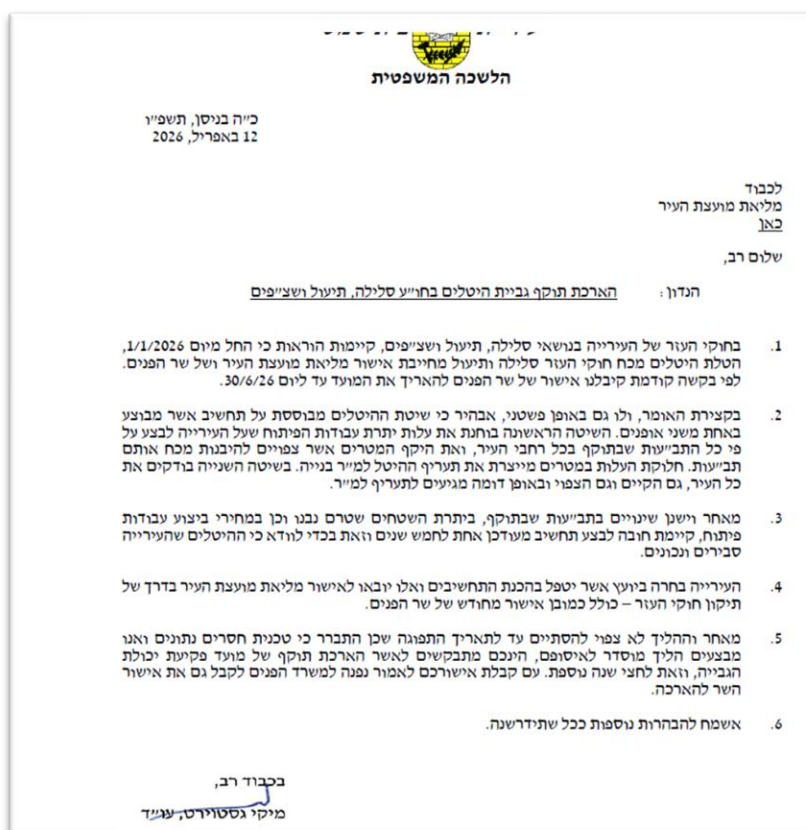 הלשכה המשפטית
כ״ה בניסן, תשפ״ו
12 באפריל, 2026
לכבוד
מליאת מועצת העיר
כאן
שלום רב,
הנדון: הארכת תוקף גביית היטלים בחו״ע סלילה, תיעול ושצ״פים
1. בחוקי העזר של העירייה בנושאי סלילה, תיעול ושצ״פים, קיימות הוראות כי החל מיום 1/1/2026,
הטלת היטלים מכח חוקי העזר סלילה ותיעול מחייבת אישור מליאת מועצת העיר ושל שר הפנים.
לפי בקשה קודמת קיבלנו אישור של שר הפנים להאריך את המועד עד ליום 30/6/26.
2. בקצירת האומר, ולו גם באופן פשטני, אבהיר כי שיטת ההיטלים מבוססת על תחשיב אשר מבוצע
באחת משני אופנים. השיטה הראשונה בוחנת את עלות יתרת עבודות הפיתוח שעל העירייה לבצע על
פי כל התב״עות שבתוקף בכל רחבי העיר, ואת היקף המטרים אשר צפויים להיבנות מכח אותם
תב״עות. חלוקת העלות במטרים מייצרת את תעריף ההיטל למ״ר בנייה. בשיטה השנייה בודקים את
כל העיר, גם הקיים וגם הצפוי ובאופן דומה מגיעים לתעריף למ״ר.
3. מאחר וישנן שינויים בתב״עות שבתוקף, ביתרת השטחים שטרם נבנו וכן במחירי ביצוע עבודות
פיתוח, קיימת חובה לבצע תחשיב מעודכן אחת לחמש שנים וזאת בכדי לוודא כי ההיטלים שהעירייה
סבירים ונכונים.
4. העירייה בחרה ביועץ אשר יטפל בהכנת התחשיבים ואלו יובאו לאישור מליאת מועצת העיר בדרך של
תיקון חוקי העזר – כולל כמובן אישור מחודש של שר הפנים.
5. מאחר וההליך לא צפוי להסתיים עד לתאריך התפוגה שכן התברר כי טכנית חסרים נתונים ואנו
מבצעים הליך מוסדר לאיסופם, הינכם מתבקשים לאשר הארכת תוקף של מועד פקיעת יכולת
הגבייה, וזאת לחצי שנה נוספת. עם קבלת אישורכם לאמור נפנה למשרד הפנים לקבל גם את אישור
השר להארכה.
6. אשמח להבהרות נוספות ככל שתידרשנה.
בכבוד רב,
מיקי גסטוירט, עו״ד